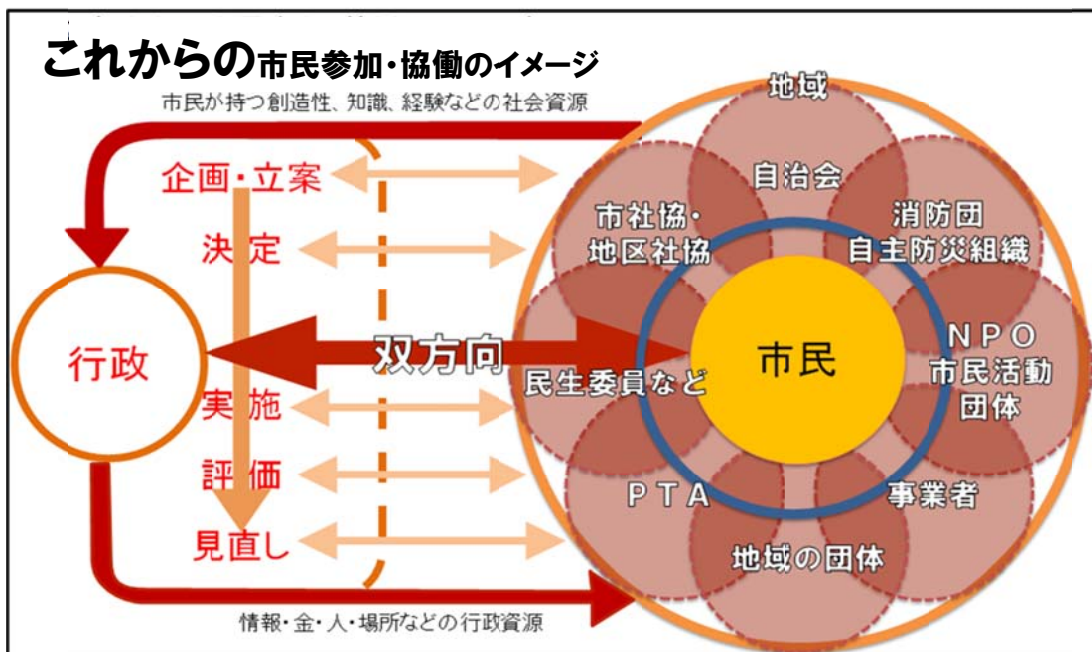 これからの市民参加・協働のイメージ
市民が持つ創造性、知識、経験などの社会資源
企画・立案
決定
行政
双方向
実施
評価
見直し
情報・金・人・場所などの行政資源
地域
自治会
市社協・
地区社協
消防団
自主防災組織
市民
NPO
市民活動
団体
民生委員など
PTA
事業者
地域の団体